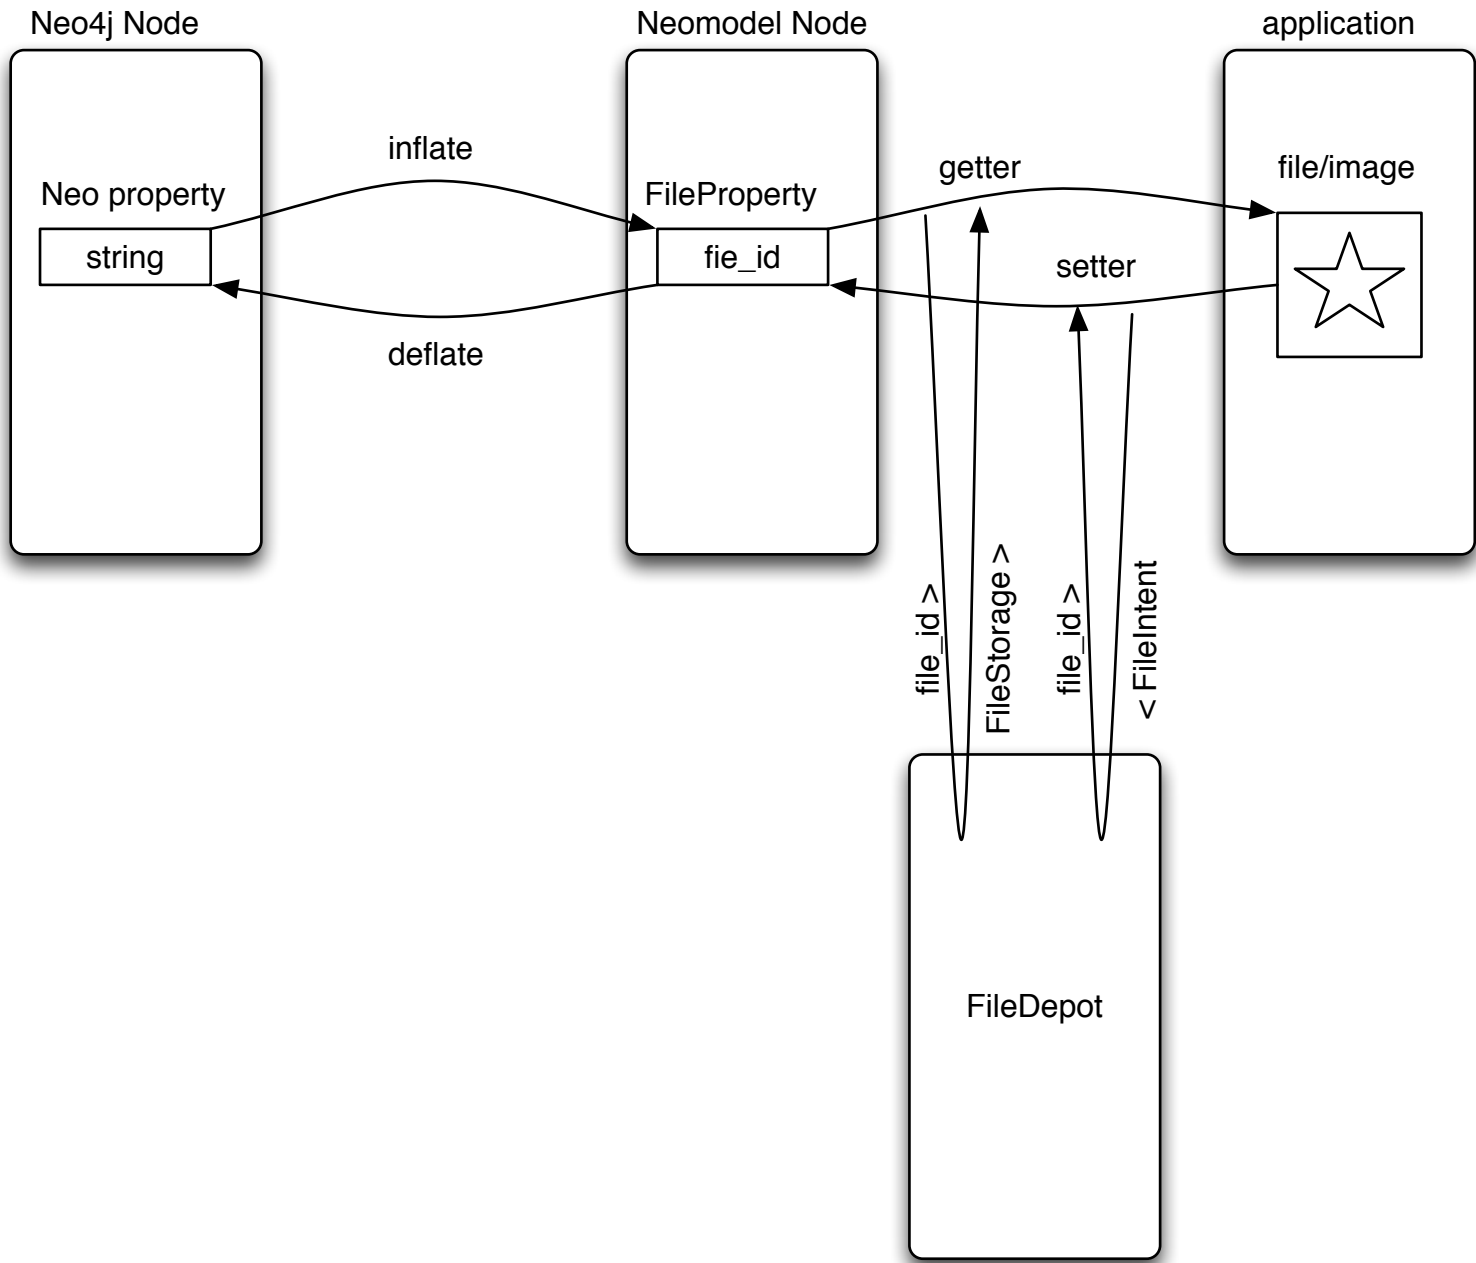 Neo4j Node
Neomodel Node
application
inflate
getter
file/image
Neo property
FileProperty
string
fie_id
setter
deflate
file_id >
FileStorage >
file_id >
< FileIntent
FileDepot